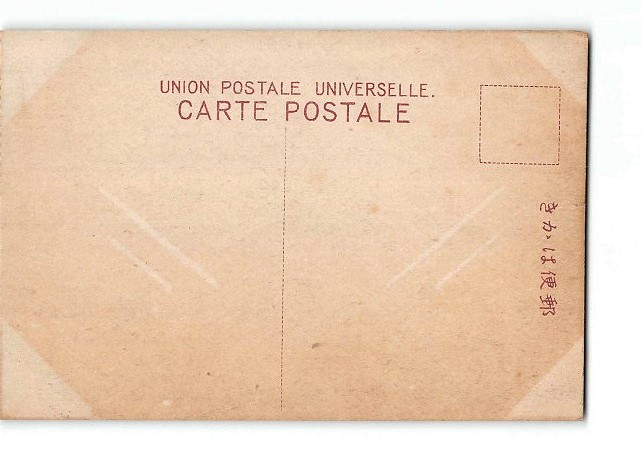 UNION POSTALE UNIVERSELLE.
CARTE POSTALE
きかは便郵